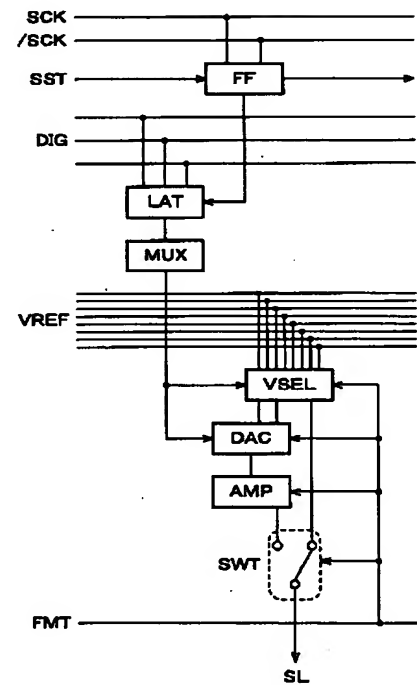 SCK
/SCK
SST
FF
DIG
LAT
MUX
VREF
VSEL
DAC
AMP
SWT
FMT
SL